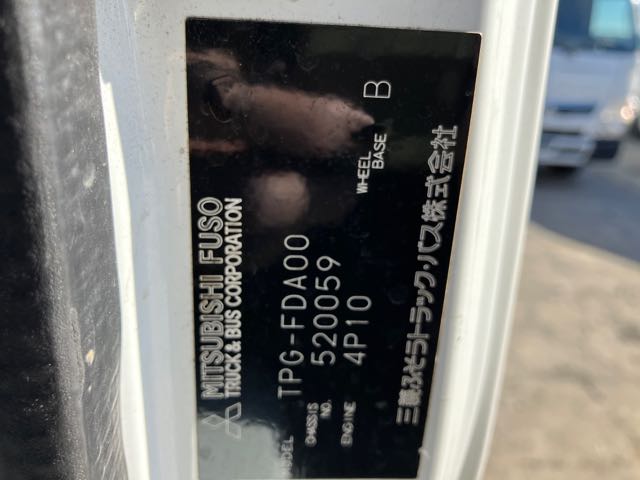 MITSUBISHI FUSO
TRUCK & BUS CORPORATION
MODEL TPG-FDA00
CHASSIS NO. 520059
ENGINE 4P10 WHEEL BASE B
三菱ふそうトラック・バス株式会社